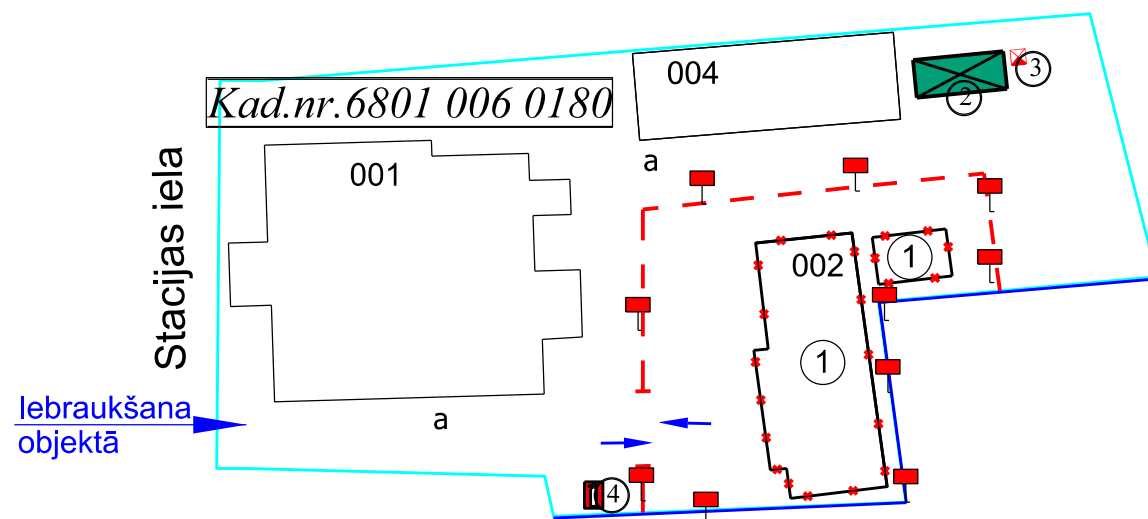 004
3
2
Kad.nr.6801 006 0180
001
a
Stacijas iela
002
1
1
Iebraukšana
objektā
a
4